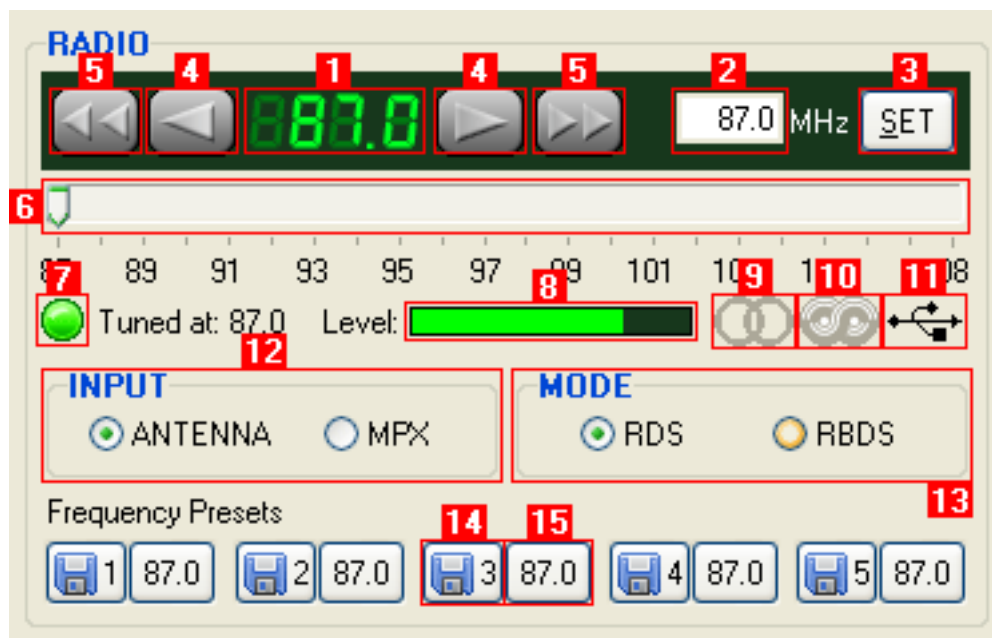 RADIO
5 4 1 4 5 2 3
87.0 87.0 MHz SET
6
89 91 93 95 97 99 101
7 8 9 10 11
Tuned at: 87.0 Level:
12
INPUT MODE
ANTENNA MPX RDS RBDS
13
Frequency Presets 14 15
1 87.0 2 87.0 3 87.0 4 87.0 5 87.0